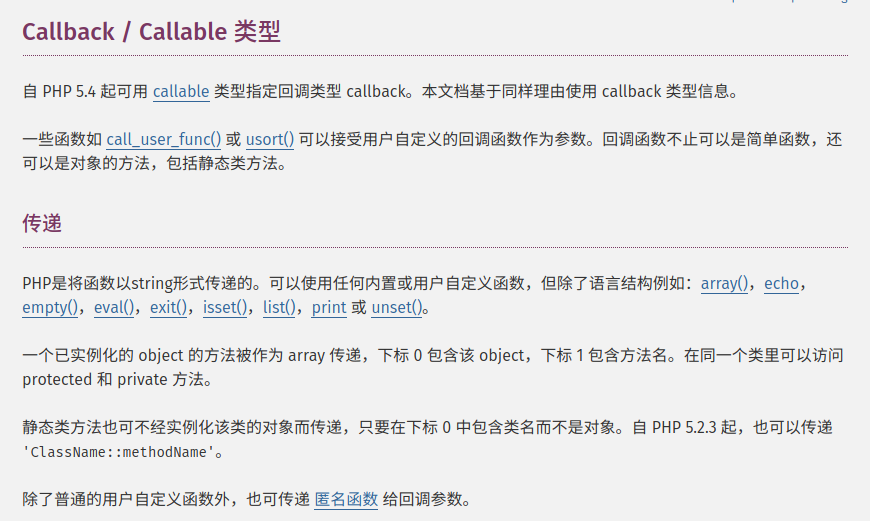 Callback / Callable 类型
自 PHP 5.4 起可用 callable 类型指定回调类型 callback。本文档基于同样理由使用 callback 类型信息。
一些函数如 call_user_func() 或 usort() 可以接受用户自定义的回调函数作为参数。回调函数不止可以是简单函数，还
可以是对象的方法，包括静态类方法。
传递
PHP是将函数以string形式传递的。可以使用任何内置或用户自定义函数，但除了语言结构例如：array()，echo，
empty()，eval()，exit()，isset()，list()，print 或 unset()。
一个已实例化的 object 的方法被作为 array 传递，下标 0 包含该 object，下标 1 包含方法名。在同一个类里可以访问
protected 和 private 方法。
静态类方法也可不经实例化该类的对象而传递，只要在下标 0 中包含类名而不是对象。自 PHP 5.2.3 起，也可以传递
'ClassName::methodName'。
除了普通的用户自定义函数外，也可传递 匿名函数 给回调参数。